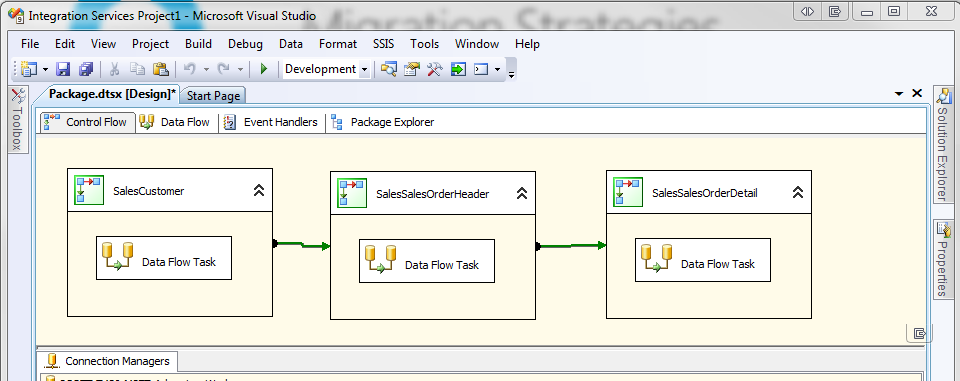 Integration Services Project1 - Microsoft Visual Studio
Migration Strategies
File Edit View Project Build Debug Data Format SSIS Tools Window Help
Development
Package.dtsx [Design]* Start Page
Toolbox
Control Flow Data Flow Event Handlers Package Explorer
Solution Explorer
SalesCustomer SalesSalesOrderHeader SalesSalesOrderDetail
Data Flow Task Data Flow Task Data Flow Task
Properties
Connection Managers